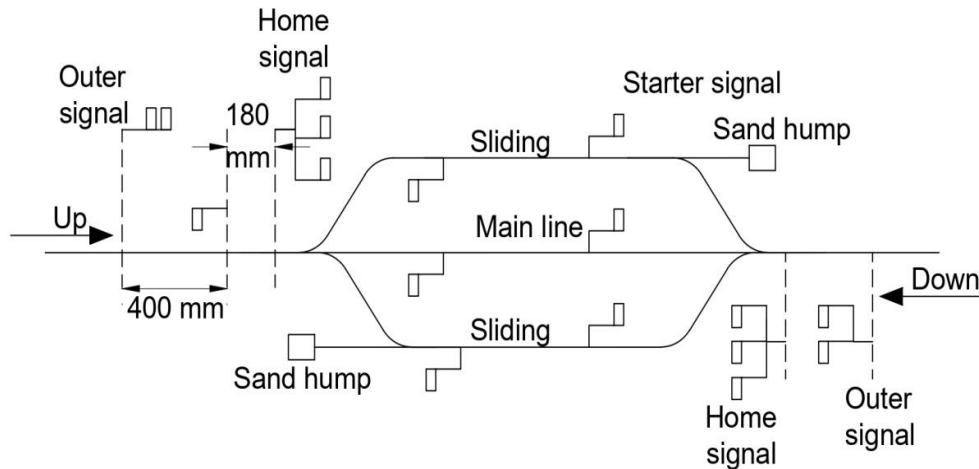 Outer
signal
Home
signal
180
mm
Starter signal
Sand hump
Sliding
Up
Main line
400 mm
Down
Sliding
Sand hump
Home
signal
Outer
signal